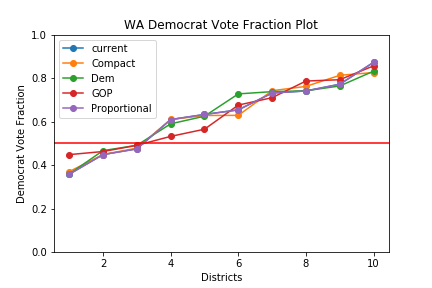 WA Democrat Vote Fraction Plot
1.0
0.8
0.6
0.4
0.2
0.0
Democrat Vote Fraction
current
Compact
Dem
GOP
Proportional
2
4
6
8
10
Districts